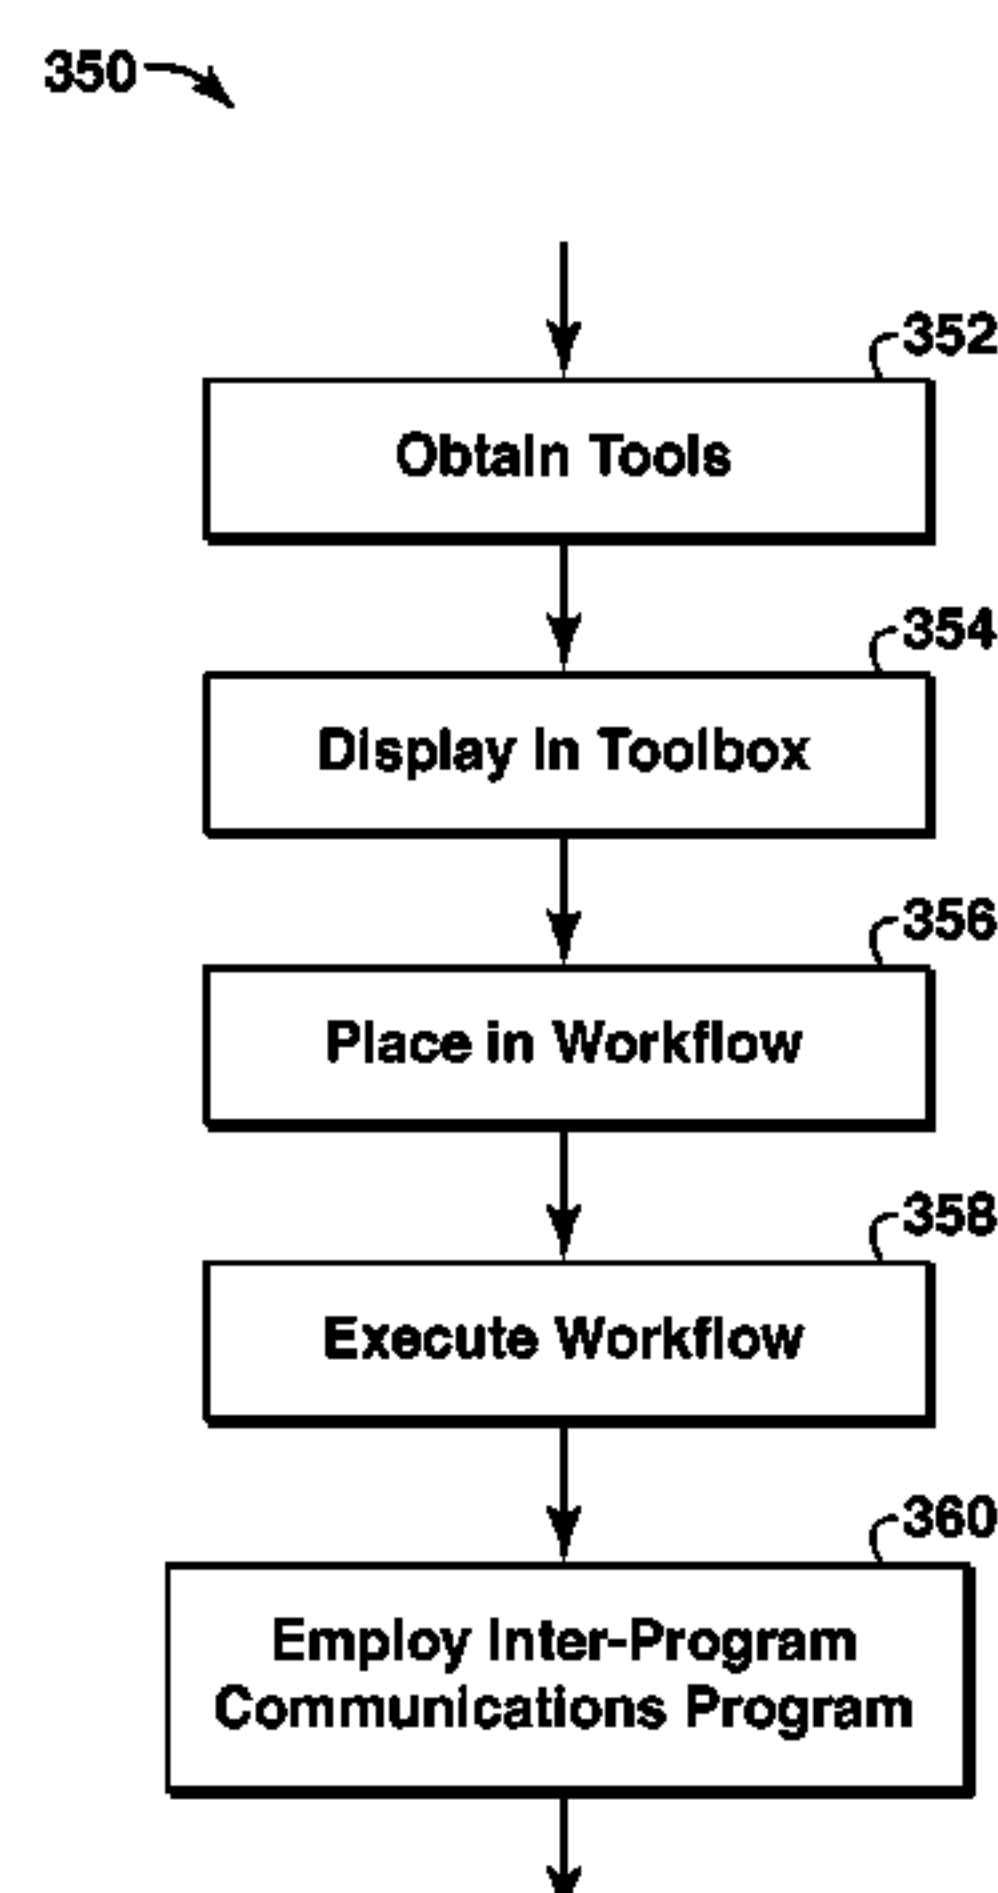 350
352
Obtain Tools
354
Display in Toolbox
356
Place in Workflow
358
Execute Workflow
360
Employ Inter-Program
Communications Program